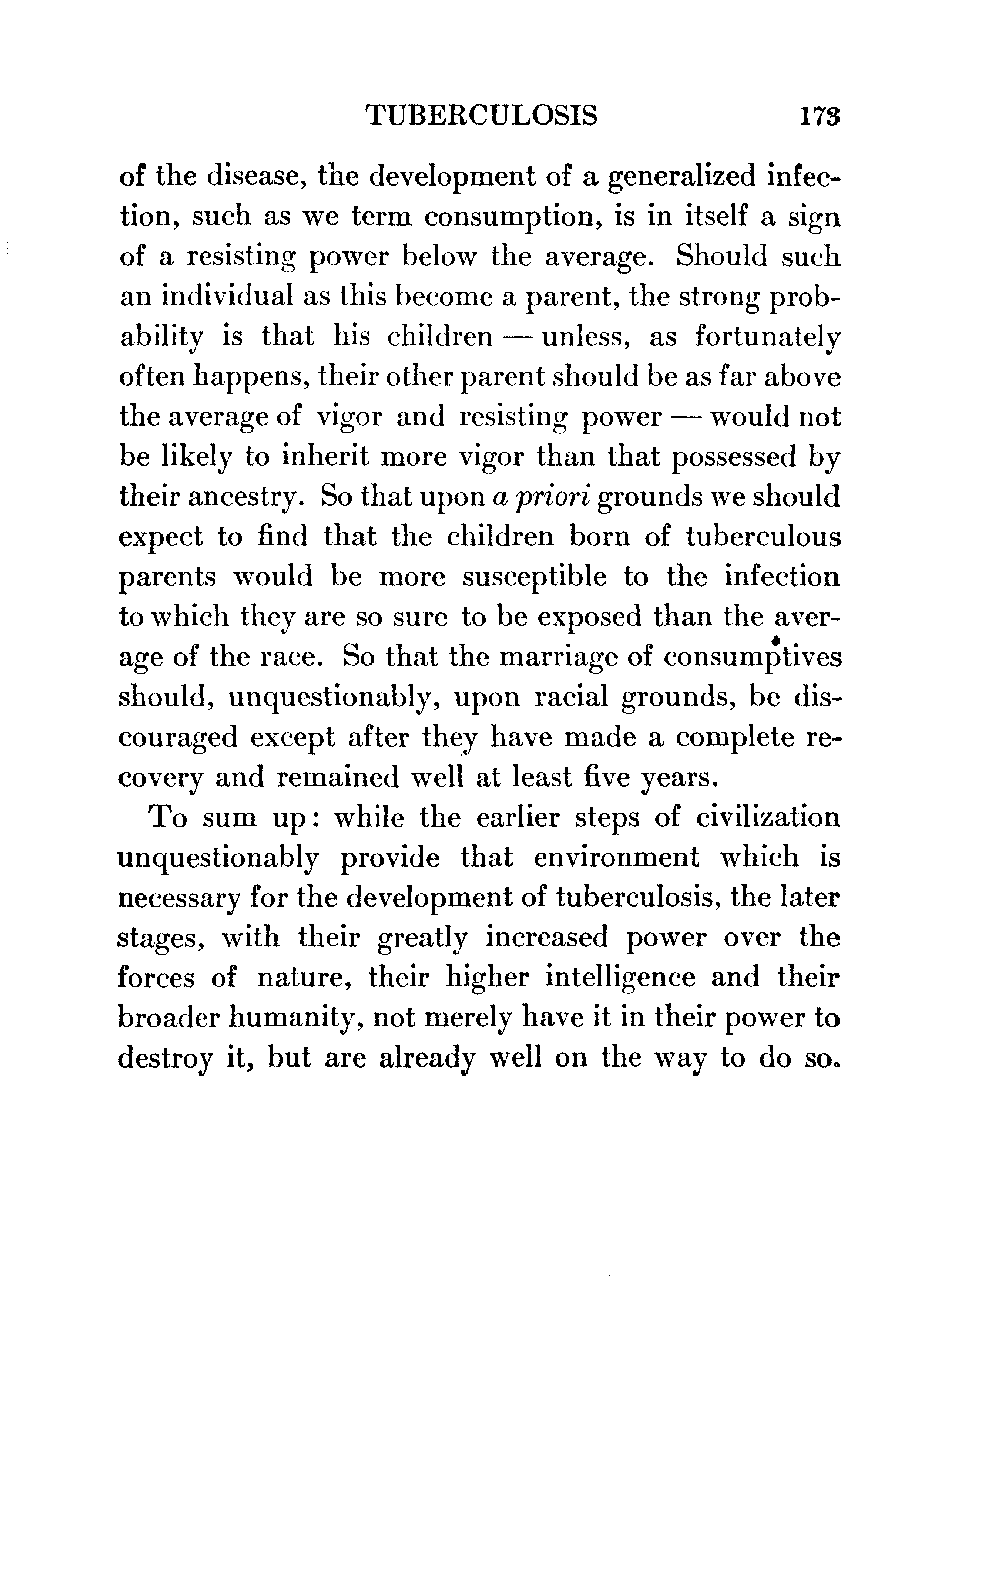 TUBERCULOSIS 173
of the disease, the development of a generalized infec-
tion, such as we term consumption, is in itself a sign
of a resisting power below the average. Should such
an individual as this become a parent, the strong prob-
ability is that his children — unless, as fortunately
often happens, their other parent should be as far above
the average of vigor and resisting power — would not
be likely to inherit more vigor than that possessed by
their ancestry. So that upon a priori grounds we should
expect to find that the children born of tuberculous
parents would be more susceptible to the infection
to which they are so sure to be exposed than the aver-
age of the race. So that the marriage of consumptives
should, unquestionably, upon racial grounds, be dis-
couraged except after they have made a complete re-
covery and remained well at least five years.
To sum up: while the earlier steps of civilization
unquestionably provide that environment which is
necessary for the development of tuberculosis, the later
stages, with their greatly increased power over the
forces of nature, their higher intelligence and their
broader humanity, not merely have it in their power to
destroy it, but are already well on the way to do so.